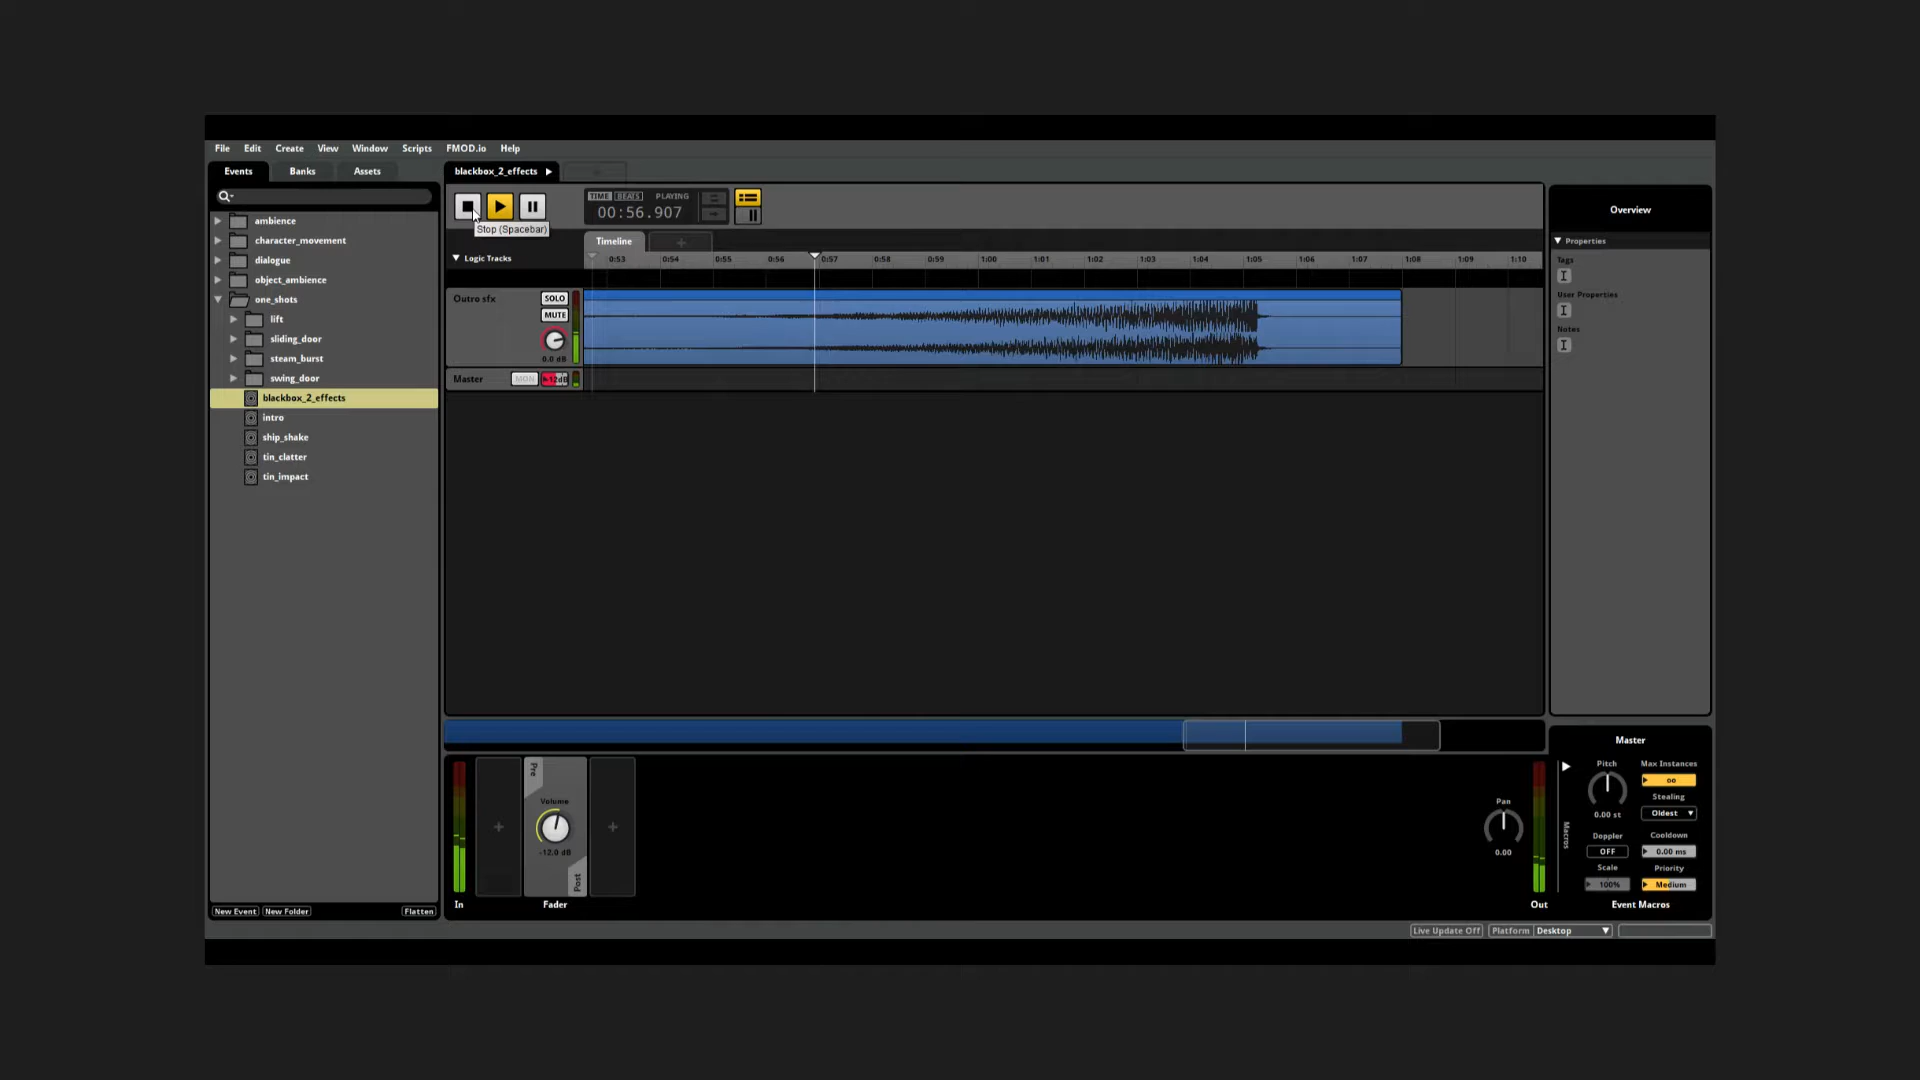 File Edit Create View Window Scripts FMOD.io Help
Events Banks Assets
blackbox_2_effects
TIME BEATS PLAYING
00:56.907
Stop (Spacebar)
ambience
character_movement
dialogue
object_ambience
one_shots
lift
sliding_door
steam_burst
swing_door
blackbox_2_effects
intro
ship_shake
tin_clatter
tin_impact
New Event New Folder Flatten
Timeline
Logic Tracks
0:53 0:54 0:55 0:56 0:57 0:58 0:59 1:00 1:01 1:02 1:03 1:04 1:05 1:06 1:07 1:08 1:09 1:10
Outro sfx SOLO
MUTE
0.0 dB
Master MON -12dB
Overview
Properties
Tags
User Properties
Notes
Pre
Volume
-12.0 dB
Post
In Fader
Pan
0.00
Out
Macros
Master
Pitch Max Instances
0.00 st Stealing
Oldest
Doppler Cooldown
OFF 0.00 ms
Scale Priority
100% Medium
Event Macros
Live Update Off Platform Desktop